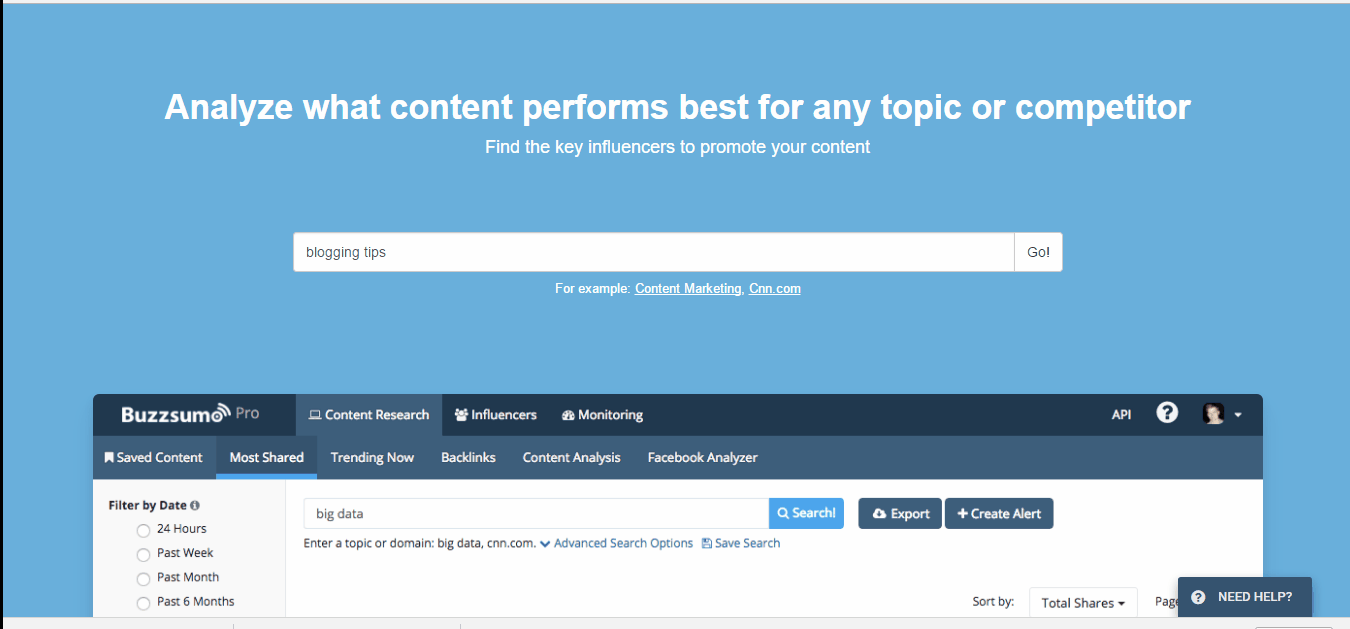 Analyze what content performs best for any topic or competitor
Find the key influencers to promote your content
blogging tips Go!
For example: Content Marketing, Cnn.com
Buzzsumo Pro Content Research Influencers Monitoring API ?
Saved Content Most Shared Trending Now Backlinks Content Analysis Facebook Analyzer
Filter by Date
24 Hours
Past Week
Past Month
Past 6 Months
big data Search! Export + Create Alert
Enter a topic or domain: big data, cnn.com. Advanced Search Options Save Search
Sort by: Total Shares Page
? NEED HELP?